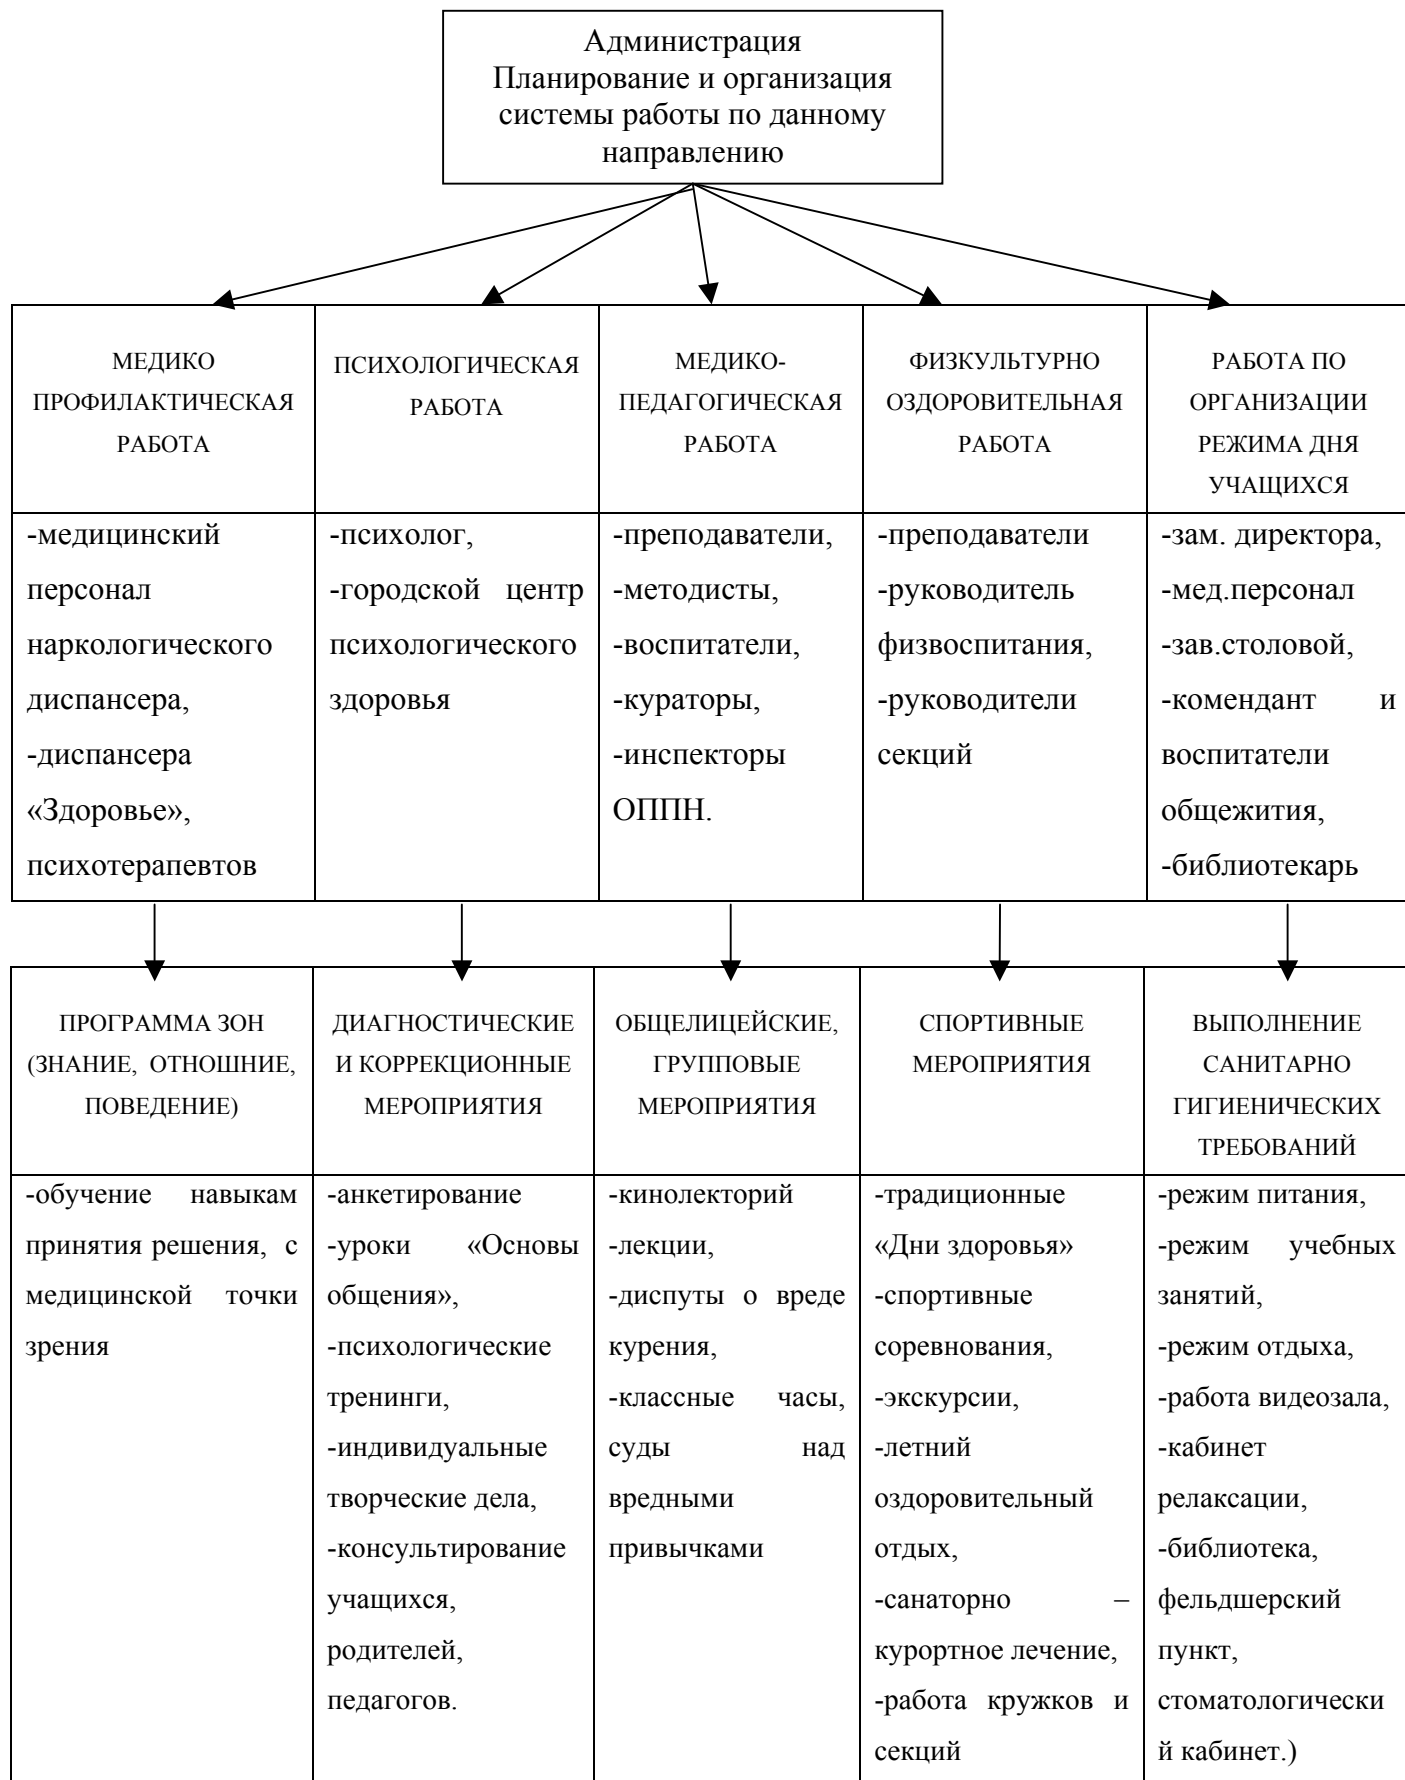 Администрация
Планирование и организация
системы работы по данному
направлению
МЕДИКО
ПРОФИЛАКТИЧЕСКАЯ
РАБОТА
ПСИХОЛОГИЧЕСКАЯ
РАБОТА
МЕДИКО-
ПЕДАГОГИЧЕСКАЯ
РАБОТА
ФИЗКУЛЬТУРНО
ОЗДОРОВИТЕЛЬНАЯ
РАБОТА
РАБОТА ПО
ОРГАНИЗАЦИИ
РЕЖИМА ДНЯ
УЧАЩИХСЯ
-медицинский
персонал
наркологического
диспансера,
-диспансера
«Здоровье»,
психотерапевтов
-психолог,
-городской центр
психологического
здоровья
-преподаватели,
-методисты,
-воспитатели,
-кураторы,
-инспекторы
ОППН.
-преподаватели
-руководитель
физвоспитания,
-руководители
секций
-зам. директора,
-мед.персонал
-зав.столовой,
-комендант и
воспитатели
общежития,
-библиотекарь
ПРОГРАММА ЗОН
(ЗНАНИЕ, ОТНОШНИЕ,
ПОВЕДЕНИЕ)
ДИАГНОСТИЧЕСКИЕ
И КОРРЕКЦИОННЫЕ
МЕРОПРИЯТИЯ
ОБЩЕЛИЦЕЙСКИЕ,
ГРУППОВЫЕ
МЕРОПРИЯТИЯ
СПОРТИВНЫЕ
МЕРОПРИЯТИЯ
ВЫПОЛНЕНИЕ
САНИТАРНО
ГИГИЕНИЧЕСКИХ
ТРЕБОВАНИЙ
-обучение навыкам
принятия решения, с
медицинской точки
зрения
-анкетирование
-уроки «Основы
общения»,
-психологические
тренинги,
-индивидуальные
творческие дела,
-консультирование
учащихся,
родителей,
педагогов.
-кинолекторий
-лекции,
-диспуты о вреде
курения,
-классные часы,
суды над
вредными
привычками
-традиционные
«Дни здоровья»
-спортивные
соревнования,
-экскурсии,
-летний
оздоровительный
отдых,
-санаторно –
курортное лечение,
-работа кружков и
секций
-режим питания,
-режим учебных
занятий,
-режим отдыха,
-работа видеозала,
-кабинет
релаксации,
-библиотека,
фельдшерский
пункт,
стоматологически
й кабинет.)